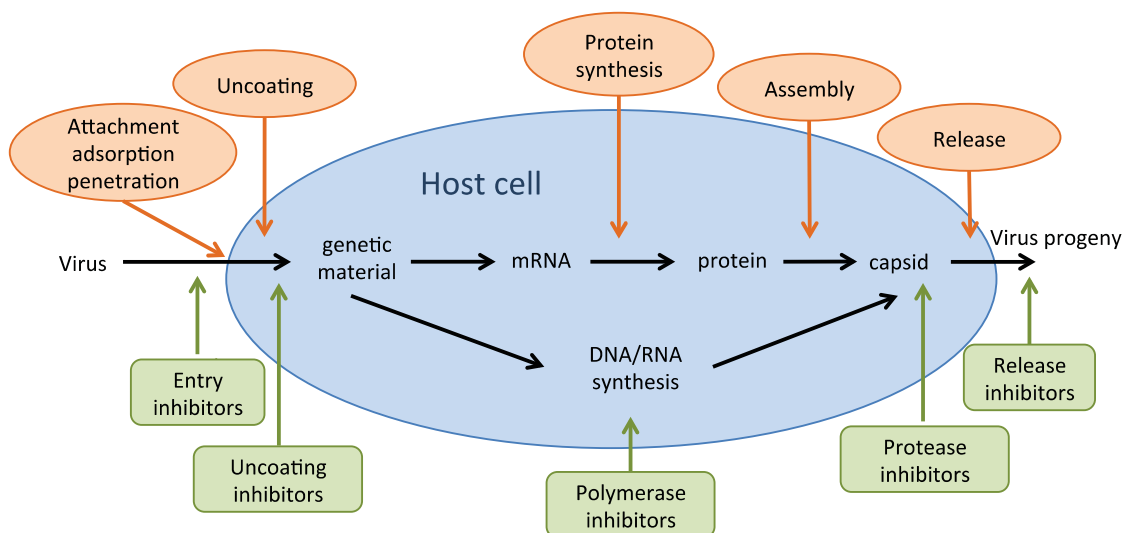 Protein
synthesis
Uncoating
Assembly
Attachment
adsorption
penetration
Release
Host cell
Virus
genetic
material
mRNA
protein
capsid
Virus progeny
DNA/RNA
synthesis
Entry
inhibitors
Uncoating
inhibitors
Polymerase
inhibitors
Protease
inhibitors
Release
inhibitors